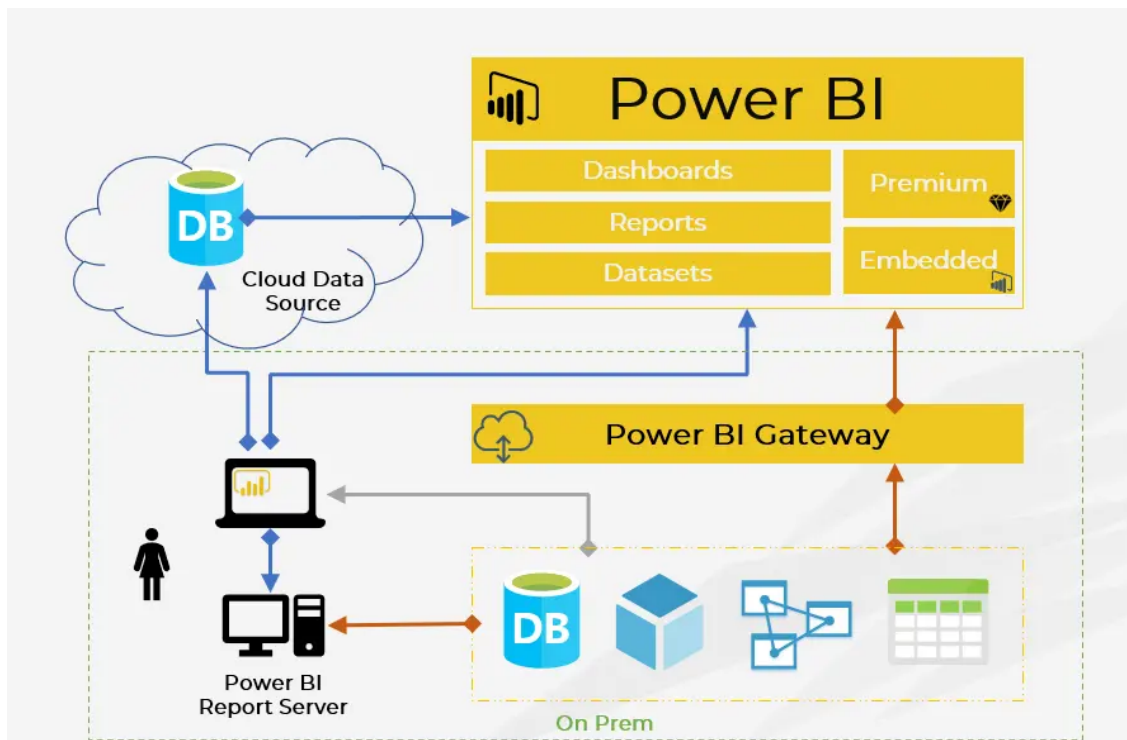 Power BI
Dashboards
Reports
Datasets
Premium
Embedded
DB
Cloud Data
Source
Power BI Gateway
DB
Power BI
Report Server
On Prem